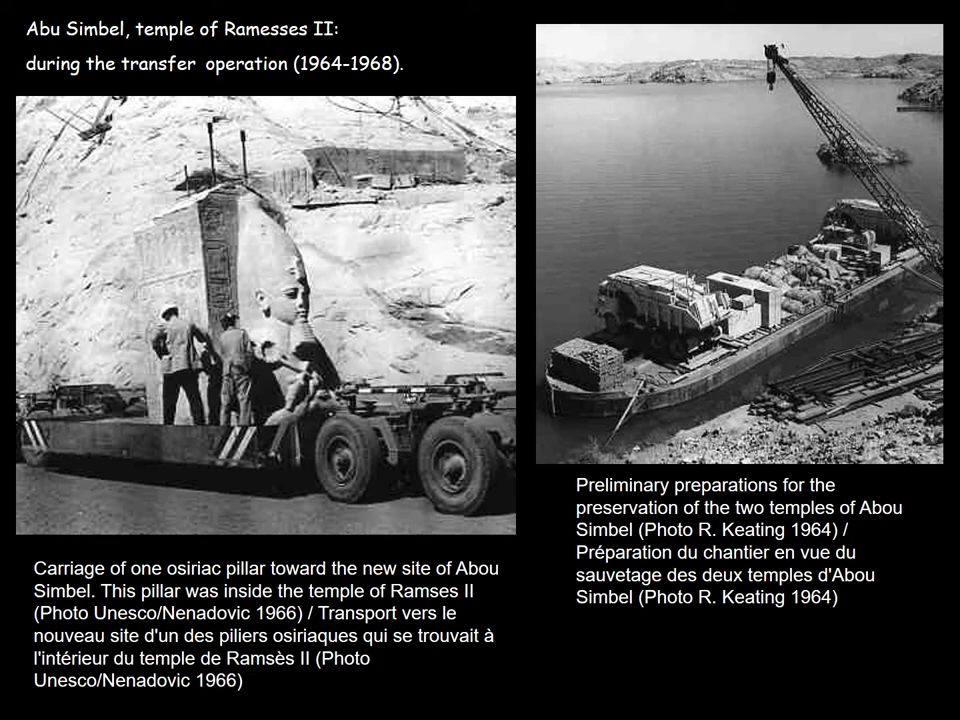 Abu Simbel, temple of Ramesses II:
during the transfer operation (1964-1968).
Carriage of one osiriac pillar toward the new site of Abou
Simbel. This pillar was inside the temple of Ramses II
(Photo Unesco/Nenadovic 1966) / Transport vers le
nouveau site d'un des piliers osiriaques qui se trouvait à
l'intérieur du temple de Ramsès II (Photo
Unesco/Nenadovic 1966)
Preliminary preparations for the
preservation of the two temples of Abou
Simbel (Photo R. Keating 1964) /
Préparation du chantier en vue du
sauvetage des deux temples d'Abou
Simbel (Photo R. Keating 1964)